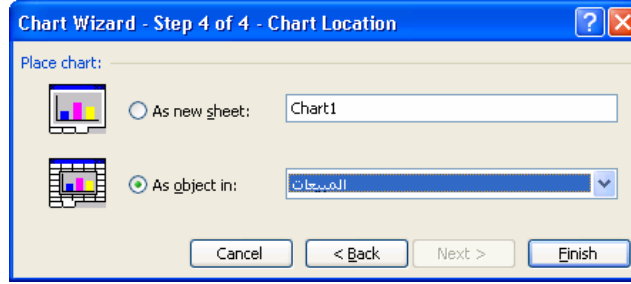 Chart Wizard - Step 4 of 4 - Chart Location
Place chart:
As new sheet: Chart1
As object in: المبيعات
Cancel < Back Next > Finish